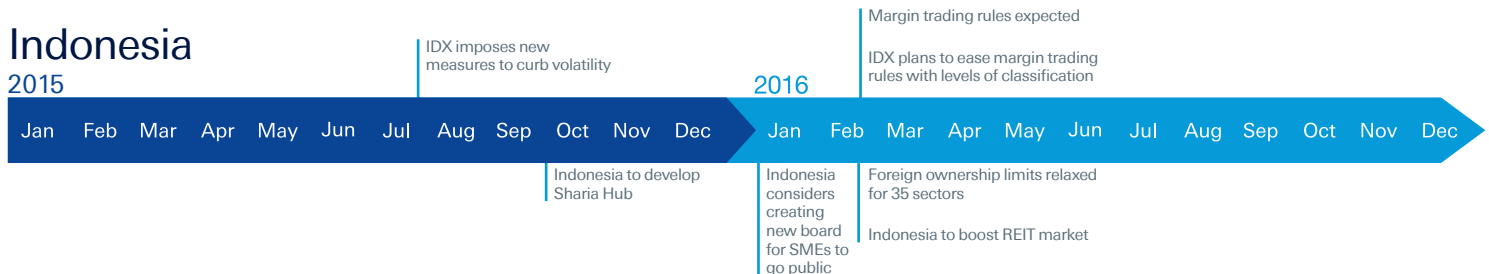 Indonesia
2015
IDX imposes new
measures to curb volatility
2016
Margin trading rules expected
IDX plans to ease margin trading
rules with levels of classification
Jan Feb Mar Apr May Jun Jul Aug Sep Oct Nov Dec
Jan Feb Mar Apr May Jun Jul Aug Sep Oct Nov Dec
Indonesia to develop
Sharia Hub
Indonesia
considers
creating
new board
for SMEs to
go public
Foreign ownership limits relaxed
for 35 sectors
Indonesia to boost REIT market